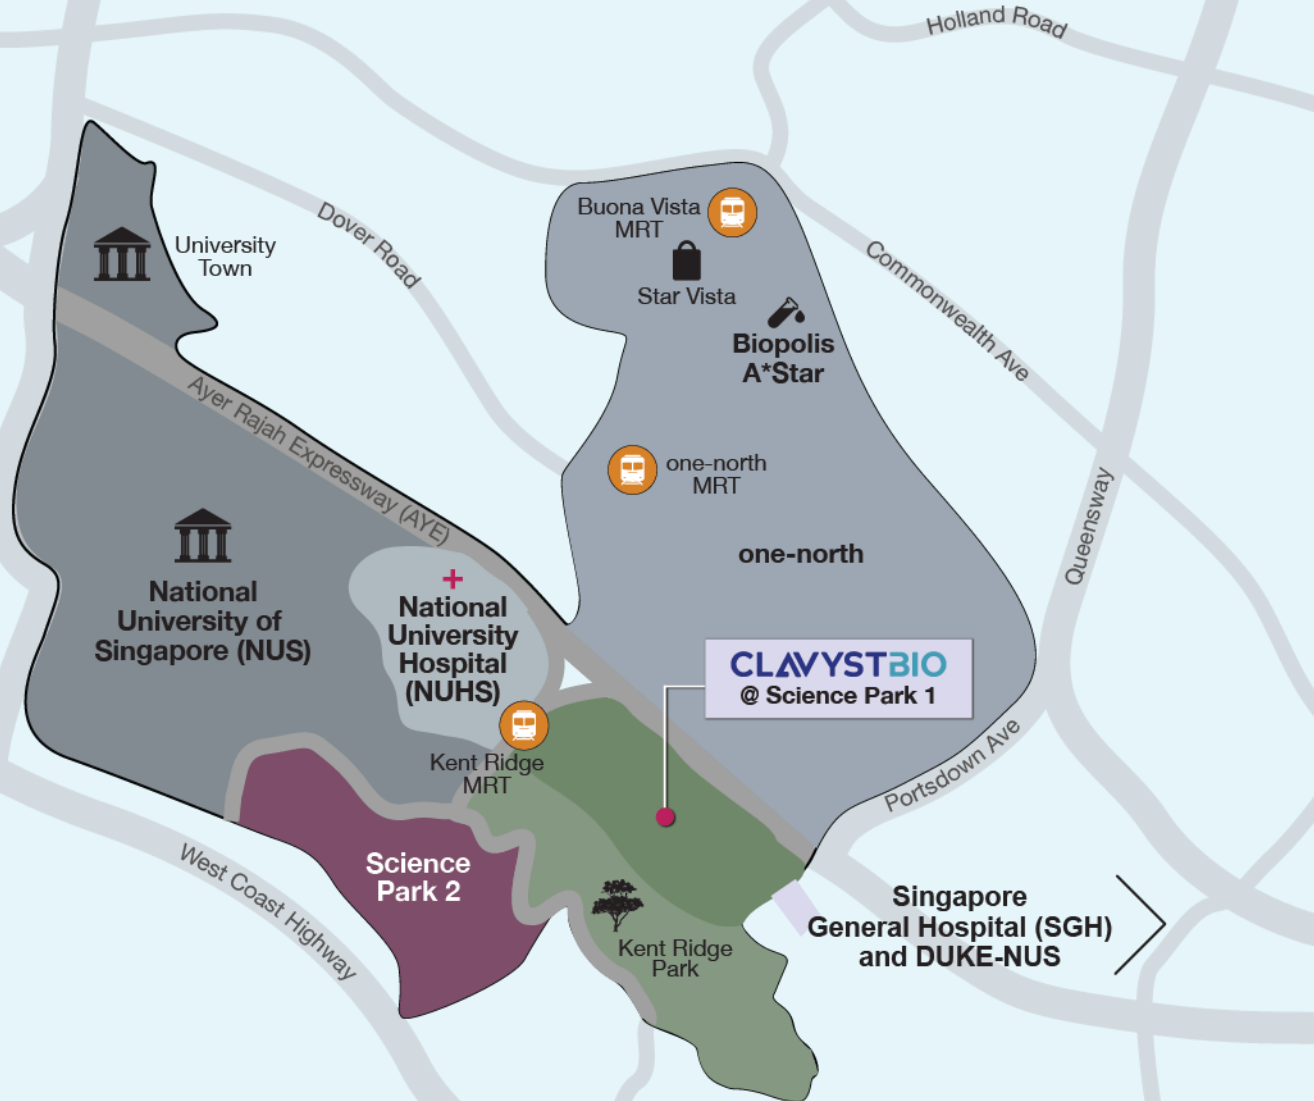 Holland Road
Buona Vista
MRT
Star Vista
Biopolis
A*Star
Dover Road
University
Town
Commonwealth Ave
Ayer Rajah Expressway (AYE)
one-north
MRT
one-north
Queensway
National
University of
Singapore (NUS)
National
University
Hospital
(NUHS)
CLAVYSTBIO
@ Science Park 1
Kent Ridge
MRT
Portsdown Ave
West Coast Highway
Science
Park 2
Kent Ridge
Park
Singapore
General Hospital (SGH)
and DUKE-NUS